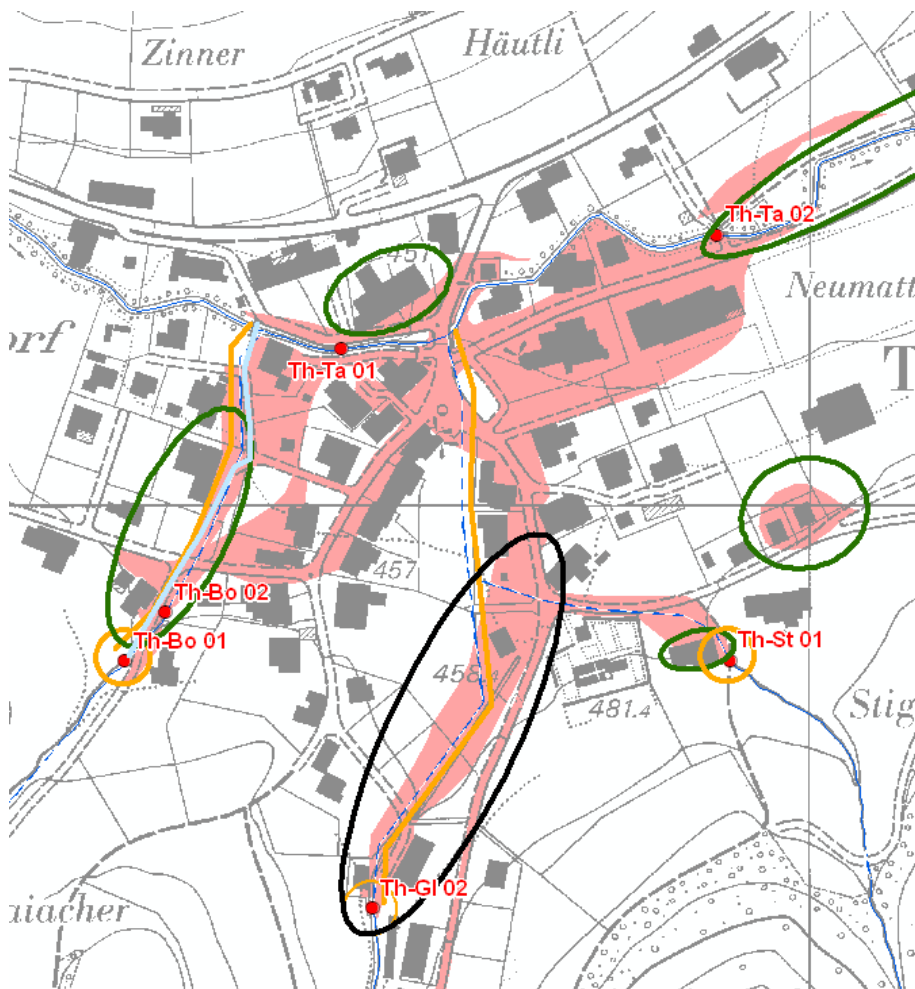 Zinner
Häutli
Th-Ta 02
451
Neumatt
orf
Th-Ta 01
T
457
Th-Bo 02
Th-Bo 01
Th-St 01
458.4
481.4
Stig
Th-Gl 02
aiacher